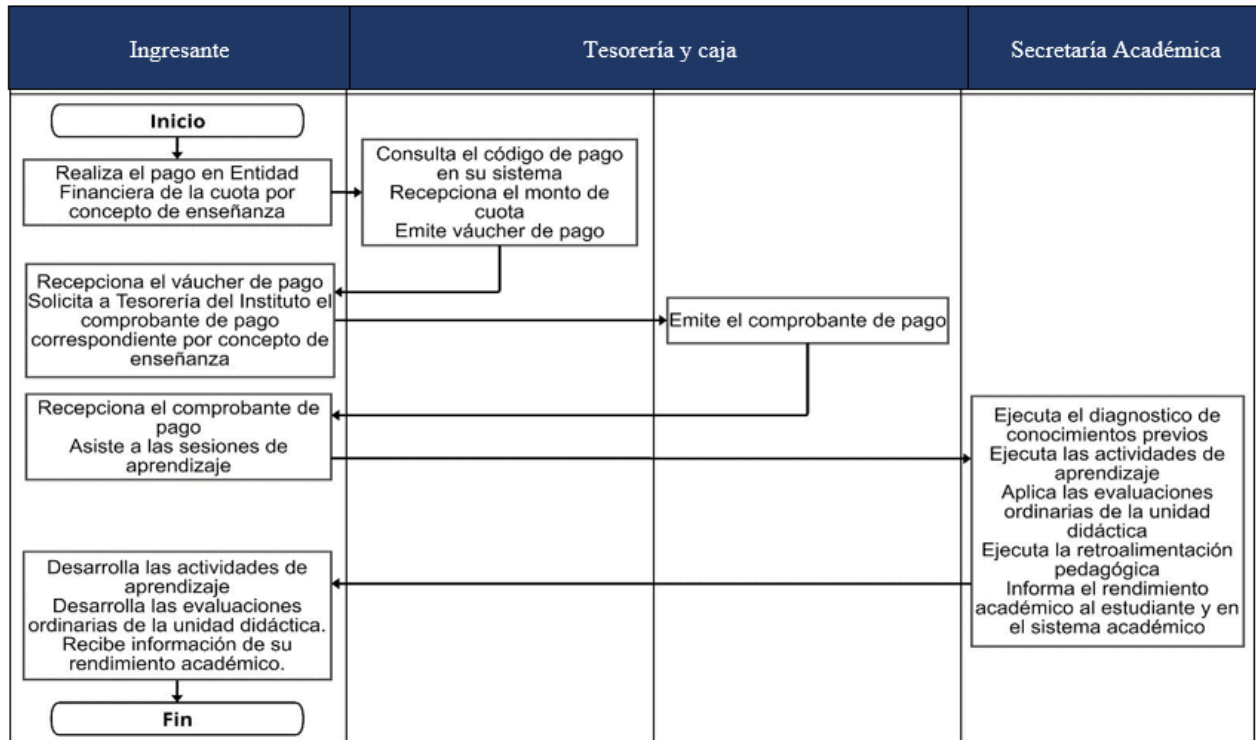 Ingresante
Tesorería y caja
Secretaría Académica
Inicio
Realiza el pago en Entidad
Financiera de la cuota por
concepto de enseñanza
Consulta el código de pago
en su sistema
Recepciona el monto de
cuota
Emite váucher de pago
Recepciona el váucher de pago
Solicita a Tesorería del Instituto el
comprobante de pago
correspondiente por concepto de
enseñanza
Emite el comprobante de pago
Recepciona el comprobante de
pago
Asiste a las sesiones de
aprendizaje
Ejecuta el diagnostico de
conocimientos previos
Ejecuta las actividades de
aprendizaje
Aplica las evaluaciones
ordinarias de la unidad
didáctica
Ejecuta la retroalimentación
pedagógica
Informa el rendimiento
académico al estudiante y en
el sistema académico
Desarrolla las actividades de
aprendizaje
Desarrolla las evaluaciones
ordinarias de la unidad didáctica.
Recibe información de su
rendimiento académico.
Fin